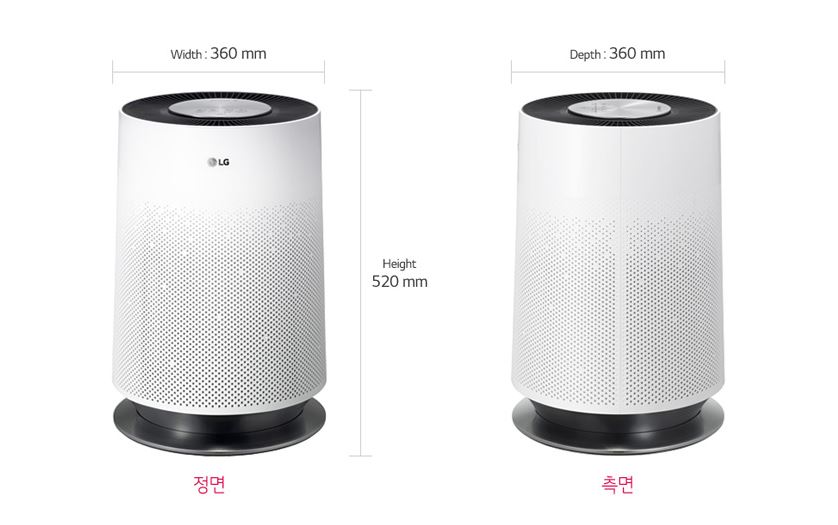 Width : 360 mm
Depth : 360 mm
LG
Height
520 mm
정면
측면